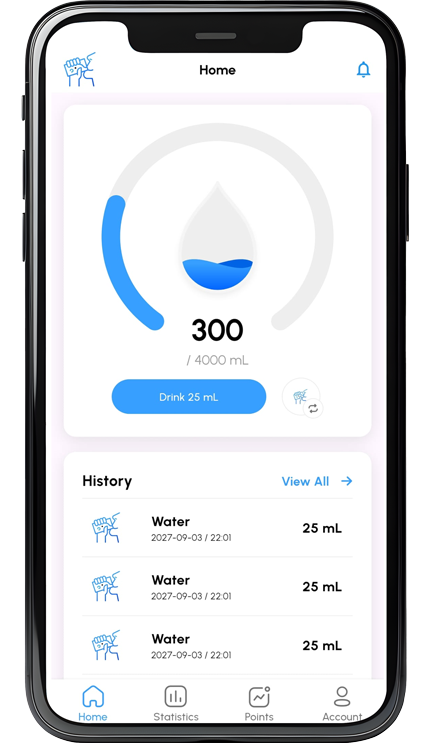 Home
300
/ 4000 mL
Drink 25 mL
History
View All
Water
2027-09-03 / 22:01
25 mL
Water
2027-09-03 / 22:01
25 mL
Water
2027-09-03 / 22:01
25 mL
Home
Statistics
Points
Account